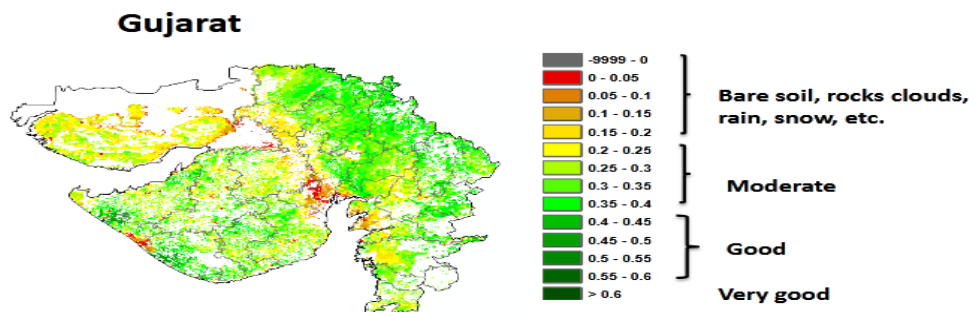 Gujarat
-9999 - 0
0 - 0.05
0.05 - 0.1
0.1 - 0.15
0.15 - 0.2
0.2 - 0.25
0.25 - 0.3
0.3 - 0.35
0.35 - 0.4
0.4 - 0.45
0.45 - 0.5
0.5 - 0.55
0.55 - 0.6
> 0.6
Bare soil, rocks clouds,
rain, snow, etc.
Moderate
Good
Very good